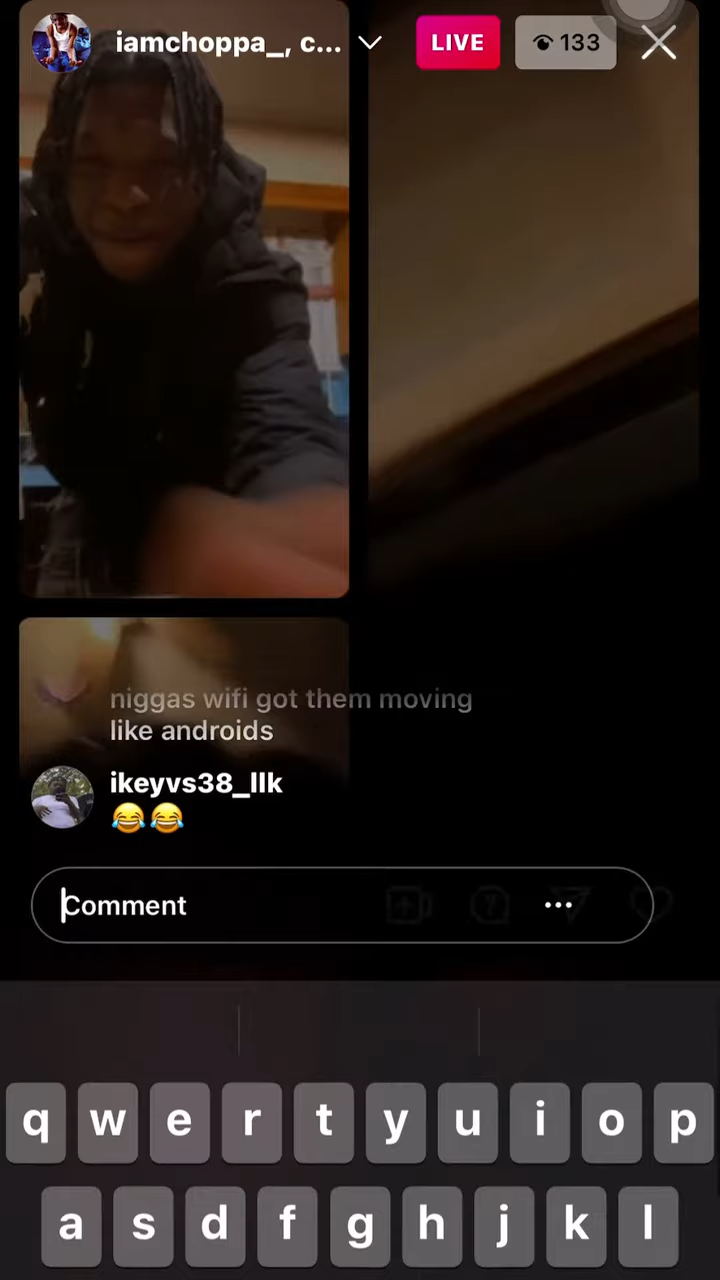 iamchoppa_, c...
LIVE
133
niggas wifi got them moving
like androids
ikeyvs38_llk
😂😂
Comment
q w e r t y u i o p
a s d f g h j k l